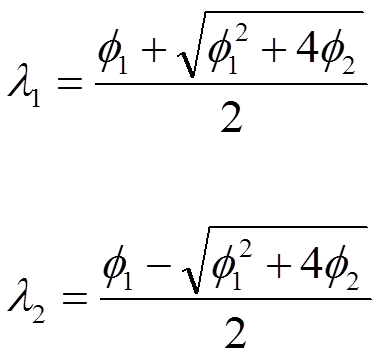 λ₁ = (ϕ₁ + √(ϕ₁² + 4ϕ₂)) / 2
λ₂ = (ϕ₁ − √(ϕ₁² + 4ϕ₂)) / 2